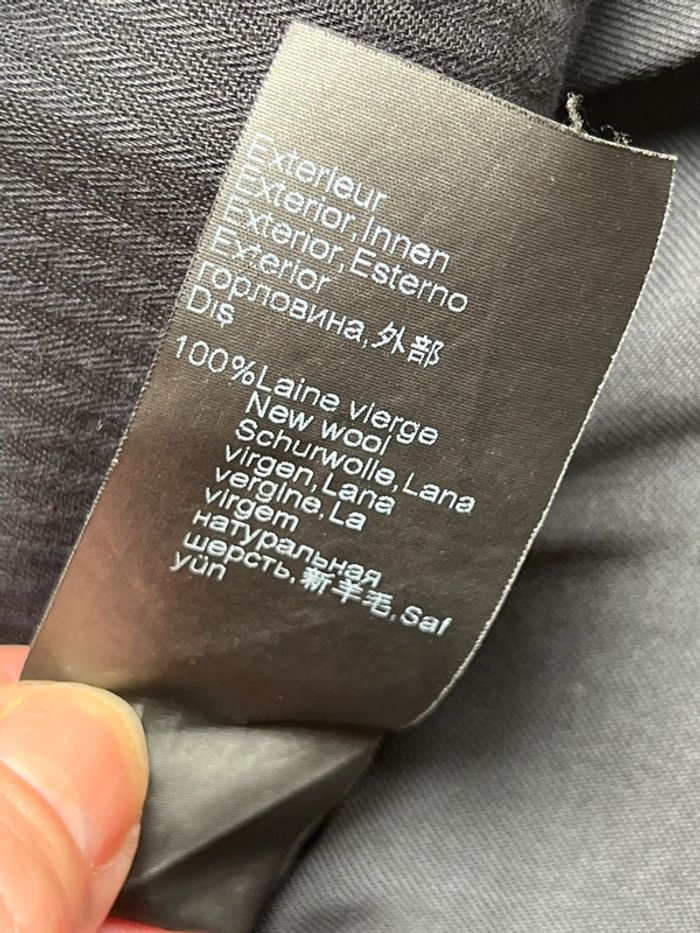 Exterieur
Exterior,Innen
Exterior,Esterno
Exterior
горловина,外部
Diş
100%Laine vierge
New wool
Schurwolle,Lana
virgen,Lana
vergine,La
virgem
натуральная
шерсть,新羊毛,Saf
yün